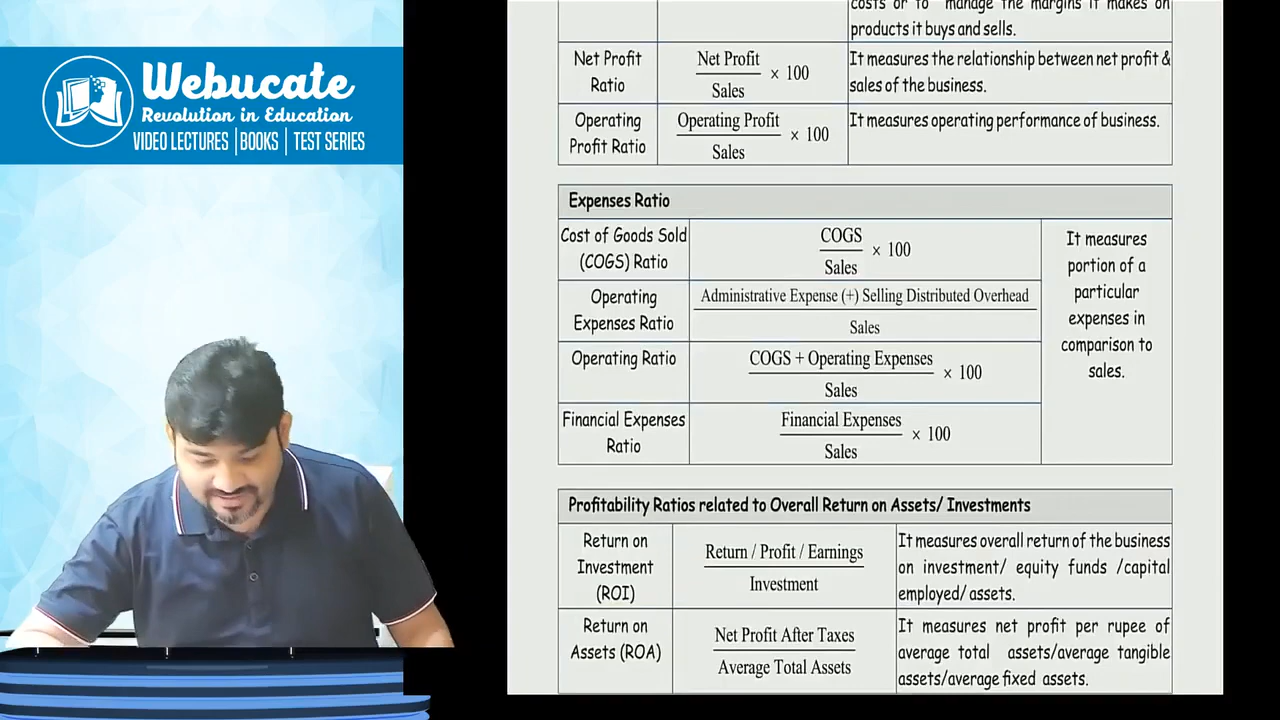 Webucate
Revolution in Education
VIDEO LECTURES | BOOKS | TEST SERIES
costs or to manage the margins it makes on
products it buys and sells.
Net Profit
Ratio
Net Profit
Sales
× 100
It measures the relationship between net profit &
sales of the business.
Operating
Profit Ratio
Operating Profit
Sales
× 100
It measures operating performance of business.
Expenses Ratio
Cost of Goods Sold
(COGS) Ratio
COGS
Sales
× 100
Operating
Expenses Ratio
Administrative Expense (+) Selling Distributed Overhead
Sales
Operating Ratio
COGS + Operating Expenses
Sales
× 100
Financial Expenses
Ratio
Financial Expenses
Sales
× 100
It measures
portion of a
particular
expenses in
comparison to
sales.
Profitability Ratios related to Overall Return on Assets/ Investments
Return on
Investment
(ROI)
Return / Profit / Earnings
Investment
It measures overall return of the business
on investment/ equity funds /capital
employed/ assets.
Return on
Assets (ROA)
Net Profit After Taxes
Average Total Assets
It measures net profit per rupee of
average total assets/average tangible
assets/average fixed assets.